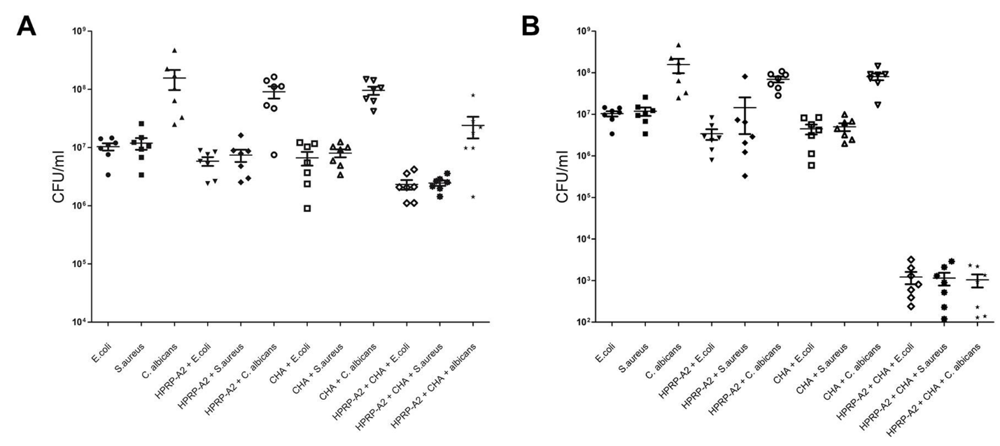 A
B
CFU/ml
10⁹
10⁸
10⁷
10⁶
10⁵
10⁴
E.coli
S.aureus
C. albicans
HPRP-A2 + E.coli
HPRP-A2 + S.aureus
HPRP-A2 + C. albicans
CHA + E.coli
CHA + S.aureus
CHA + C. albicans
HPRP-A2 + CHA + E.coli
HPRP-A2 + CHA + S.aureus
HPRP-A2 + CHA + albicans
CFU/ml
10⁹
10⁸
10⁷
10⁶
10⁵
10⁴
10³
10²
E.coli
S.aureus
C. albicans
HPRP-A2 + E.coli
HPRP-A2 + S.aureus
HPRP-A2 + C. albicans
CHA + E.coli
CHA + S.aureus
CHA + C. albicans
HPRP-A2 + CHA + E.coli
HPRP-A2 + CHA + S.aureus
HPRP-A2 + CHA + C. albicans